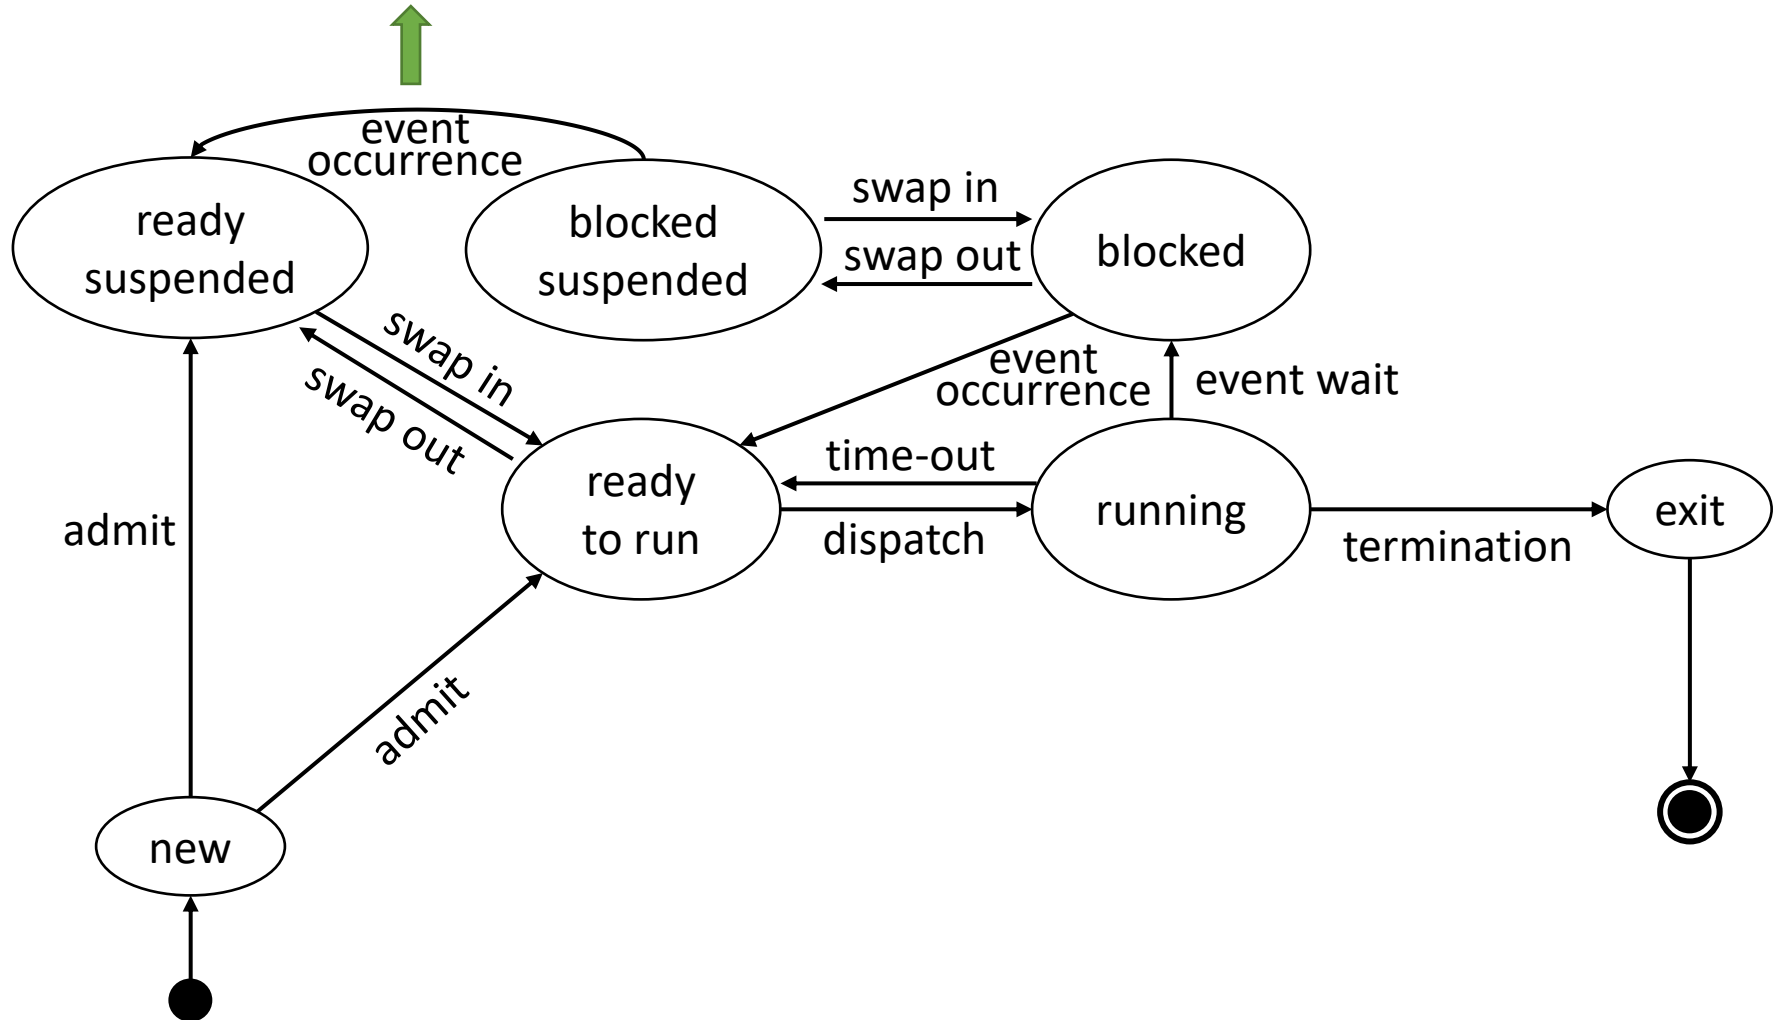 event
occurrence
ready
suspended
blocked
suspended
swap in
swap out
blocked
swap in
swap out
event
occurrence
event wait
admit
ready
to run
time-out
dispatch
running
termination
exit
admit
new